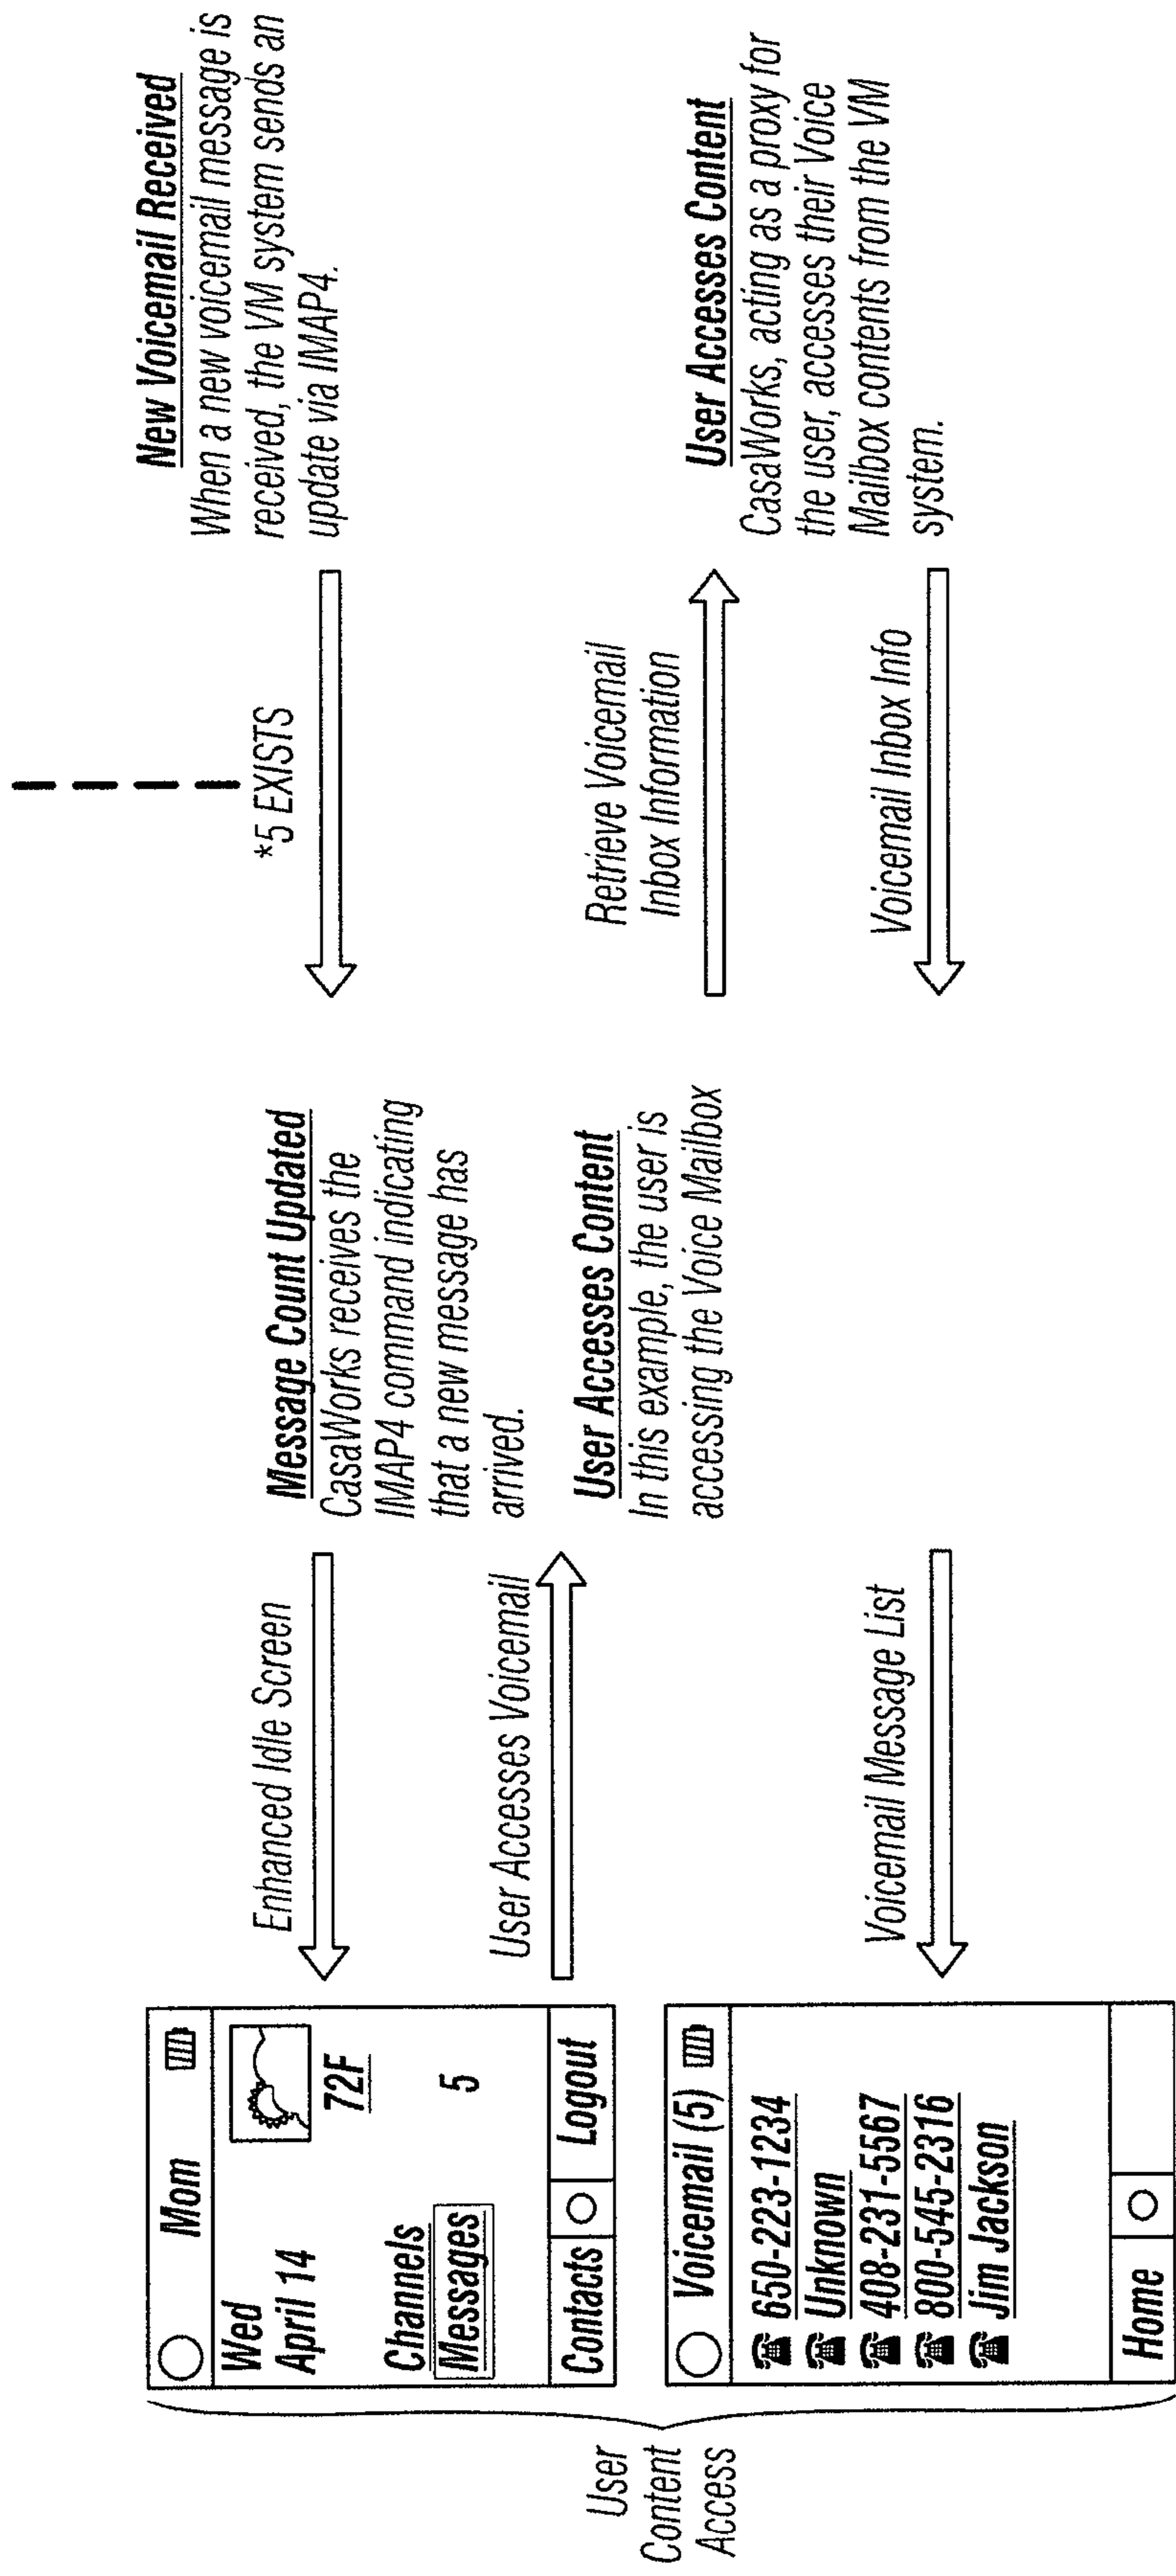 User
Content
Access
Mom
Wed
April 14
72F
Channels
Messages 5
Contacts Logout
Voicemail (5)
650-223-1234
Unknown
408-231-5567
800-545-2316
Jim Jackson
Home
Enhanced Idle Screen
User Accesses Voicemail
Voicemail Message List
Message Count Updated
CasaWorks receives the
IMAP4 command indicating
that a new message has
arrived.
User Accesses Content
In this example, the user is
accessing the Voice Mailbox
*5 EXISTS
Retrieve Voicemail
Inbox Information
Voicemail Inbox Info
New Voicemail Received
When a new voicemail message is
received, the VM system sends an
update via IMAP4.
User Accesses Content
CasaWorks, acting as a proxy for
the user, accesses their Voice
Mailbox contents from the VM
system.